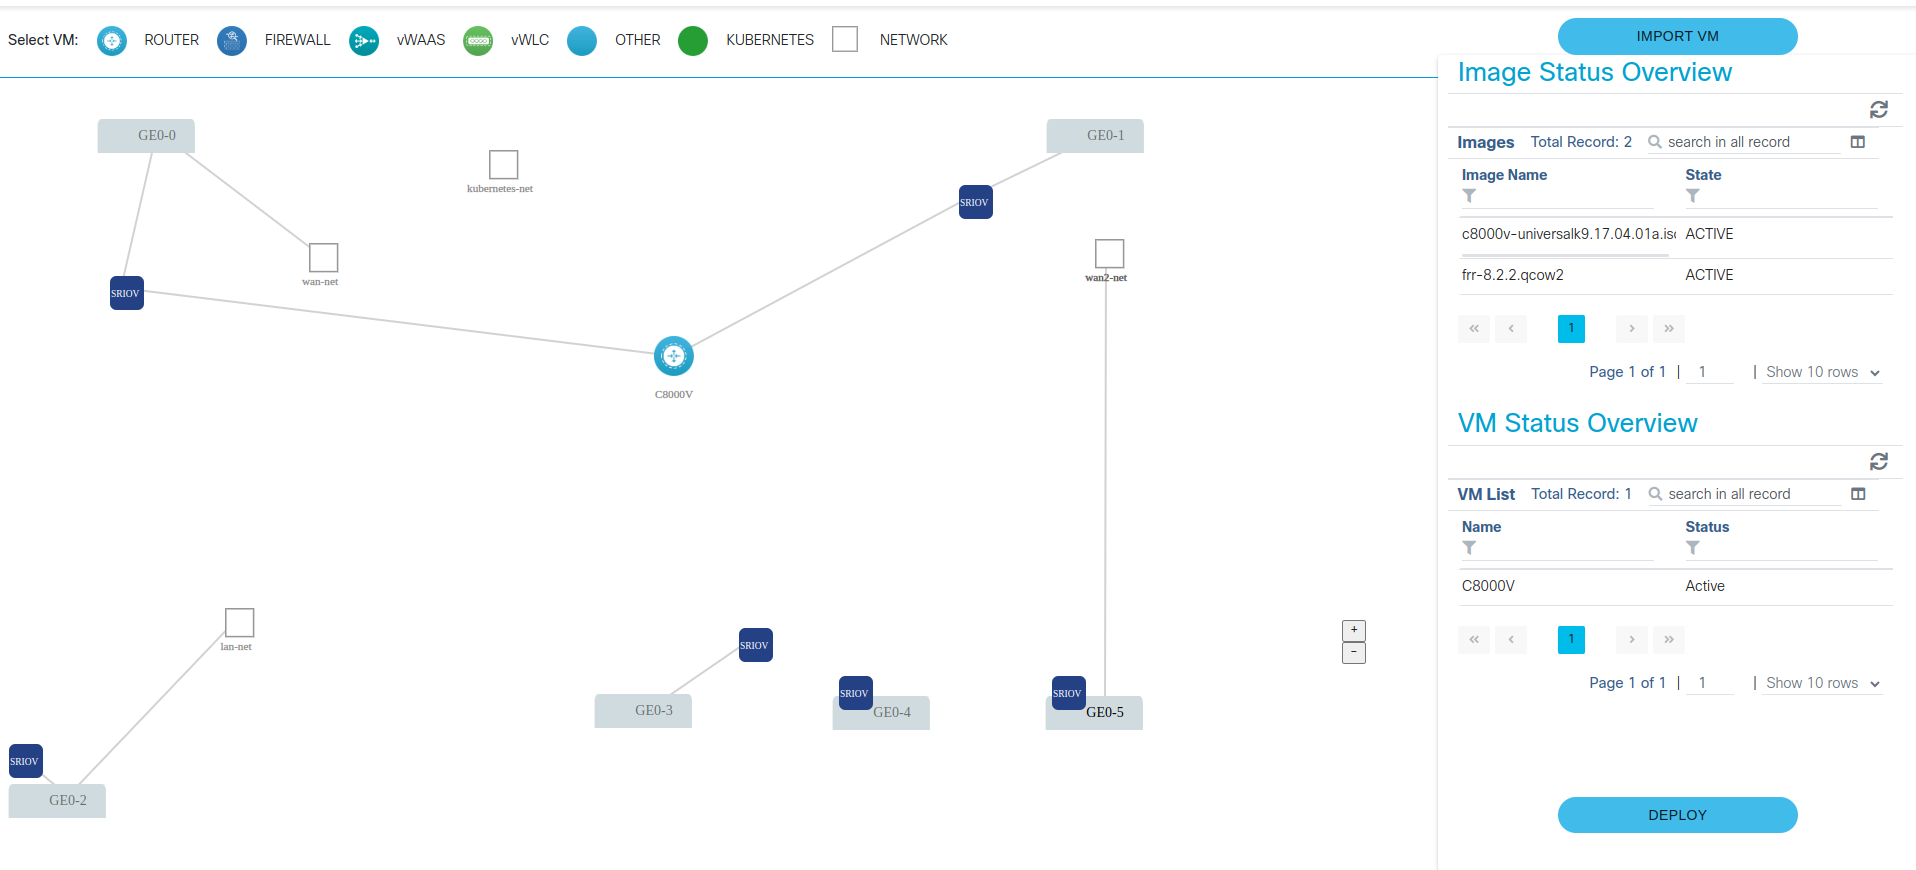 Select VM: ROUTER FIREWALL vWAAS vWLC OTHER KUBERNETES NETWORK
IMPORT VM
GE0-0
GE0-1
kubernetes-net
SRIOV
wan-net
wan2-net
SRIOV
C8000V
lan-net
SRIOV
SRIOV
SRIOV
GE0-3
GE0-4
GE0-5
SRIOV
GE0-2
+
−
Image Status Overview
Images Total Record: 2 search in all record
Image Name State
c8000v-universalk9.17.04.01a.iso ACTIVE
frr-8.2.2.qcow2 ACTIVE
« ‹ 1 › »
Page 1 of 1 | 1 | Show 10 rows
VM Status Overview
VM List Total Record: 1 search in all record
Name Status
C8000V Active
« ‹ 1 › »
Page 1 of 1 | 1 | Show 10 rows
DEPLOY